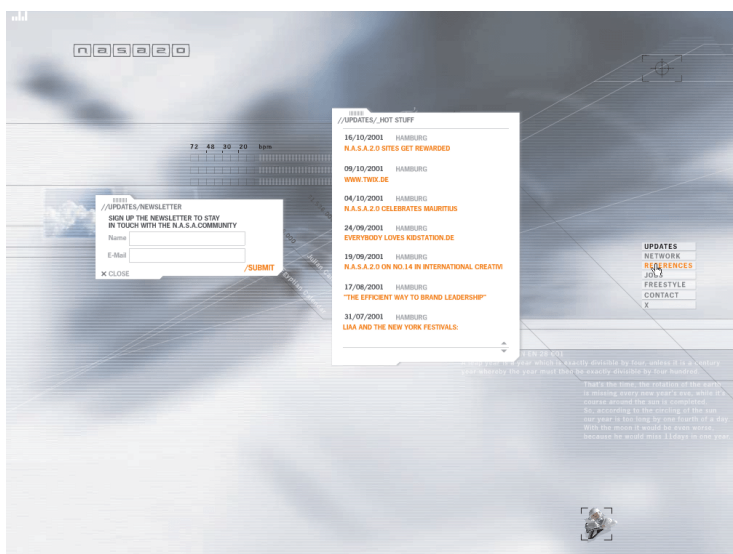 nasa20
72 48 30 20 bpm
//UPDATES/_HOT STUFF
16/10/2001 HAMBURG
N.A.S.A 2.0 SITES GET REWARDED
09/10/2001 HAMBURG
WWW.TWIX.DE
04/10/2001 HAMBURG
N.A.S.A 2.0 CELEBRATES MAURITIUS
24/09/2001 HAMBURG
EVERYBODY LOVES KIDSTATION.DE
19/09/2001 HAMBURG
N.A.S.A 2.0 ON NO.14 IN INTERNATIONAL CREATIVI
17/08/2001 HAMBURG
"THE EFFICIENT WAY TO BRAND LEADERSHIP"
31/07/2001 HAMBURG
LIAA AND THE NEW YORK FESTIVALS:
//UPDATES/NEWSLETTER
SIGN UP THE NEWSLETTER TO STAY
IN TOUCH WITH THE N.A.S.A.COMMUNITY
Name
E-Mail
/SUBMIT
× CLOSE
UPDATES
NETWORK
REFERENCES
JOBS
FREESTYLE
CONTACT
X
year which is exactly divisible by four, unless it is a century
year whereby the year must then be exactly divisible by four hundred
That's the time, the rotation of the earth
is missing every new year's eve, while it's
course around the sun is completed.
So, according to the circling of the sun
our year is too long by one fourth of a day
With the moon it would be even worse,
because he would miss 11days in one year